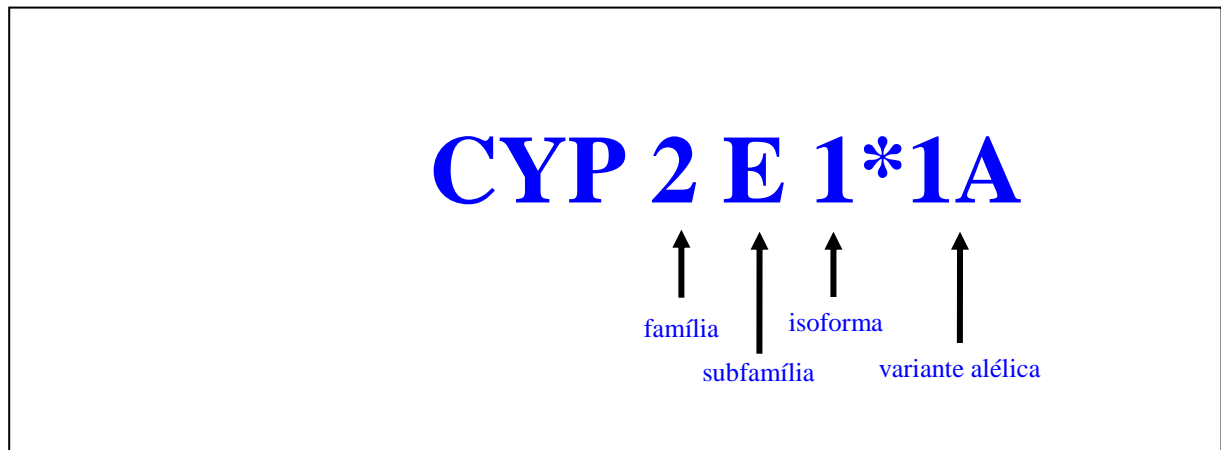 CYP 2 E 1*1A
família
isoforma
subfamília
variante alélica